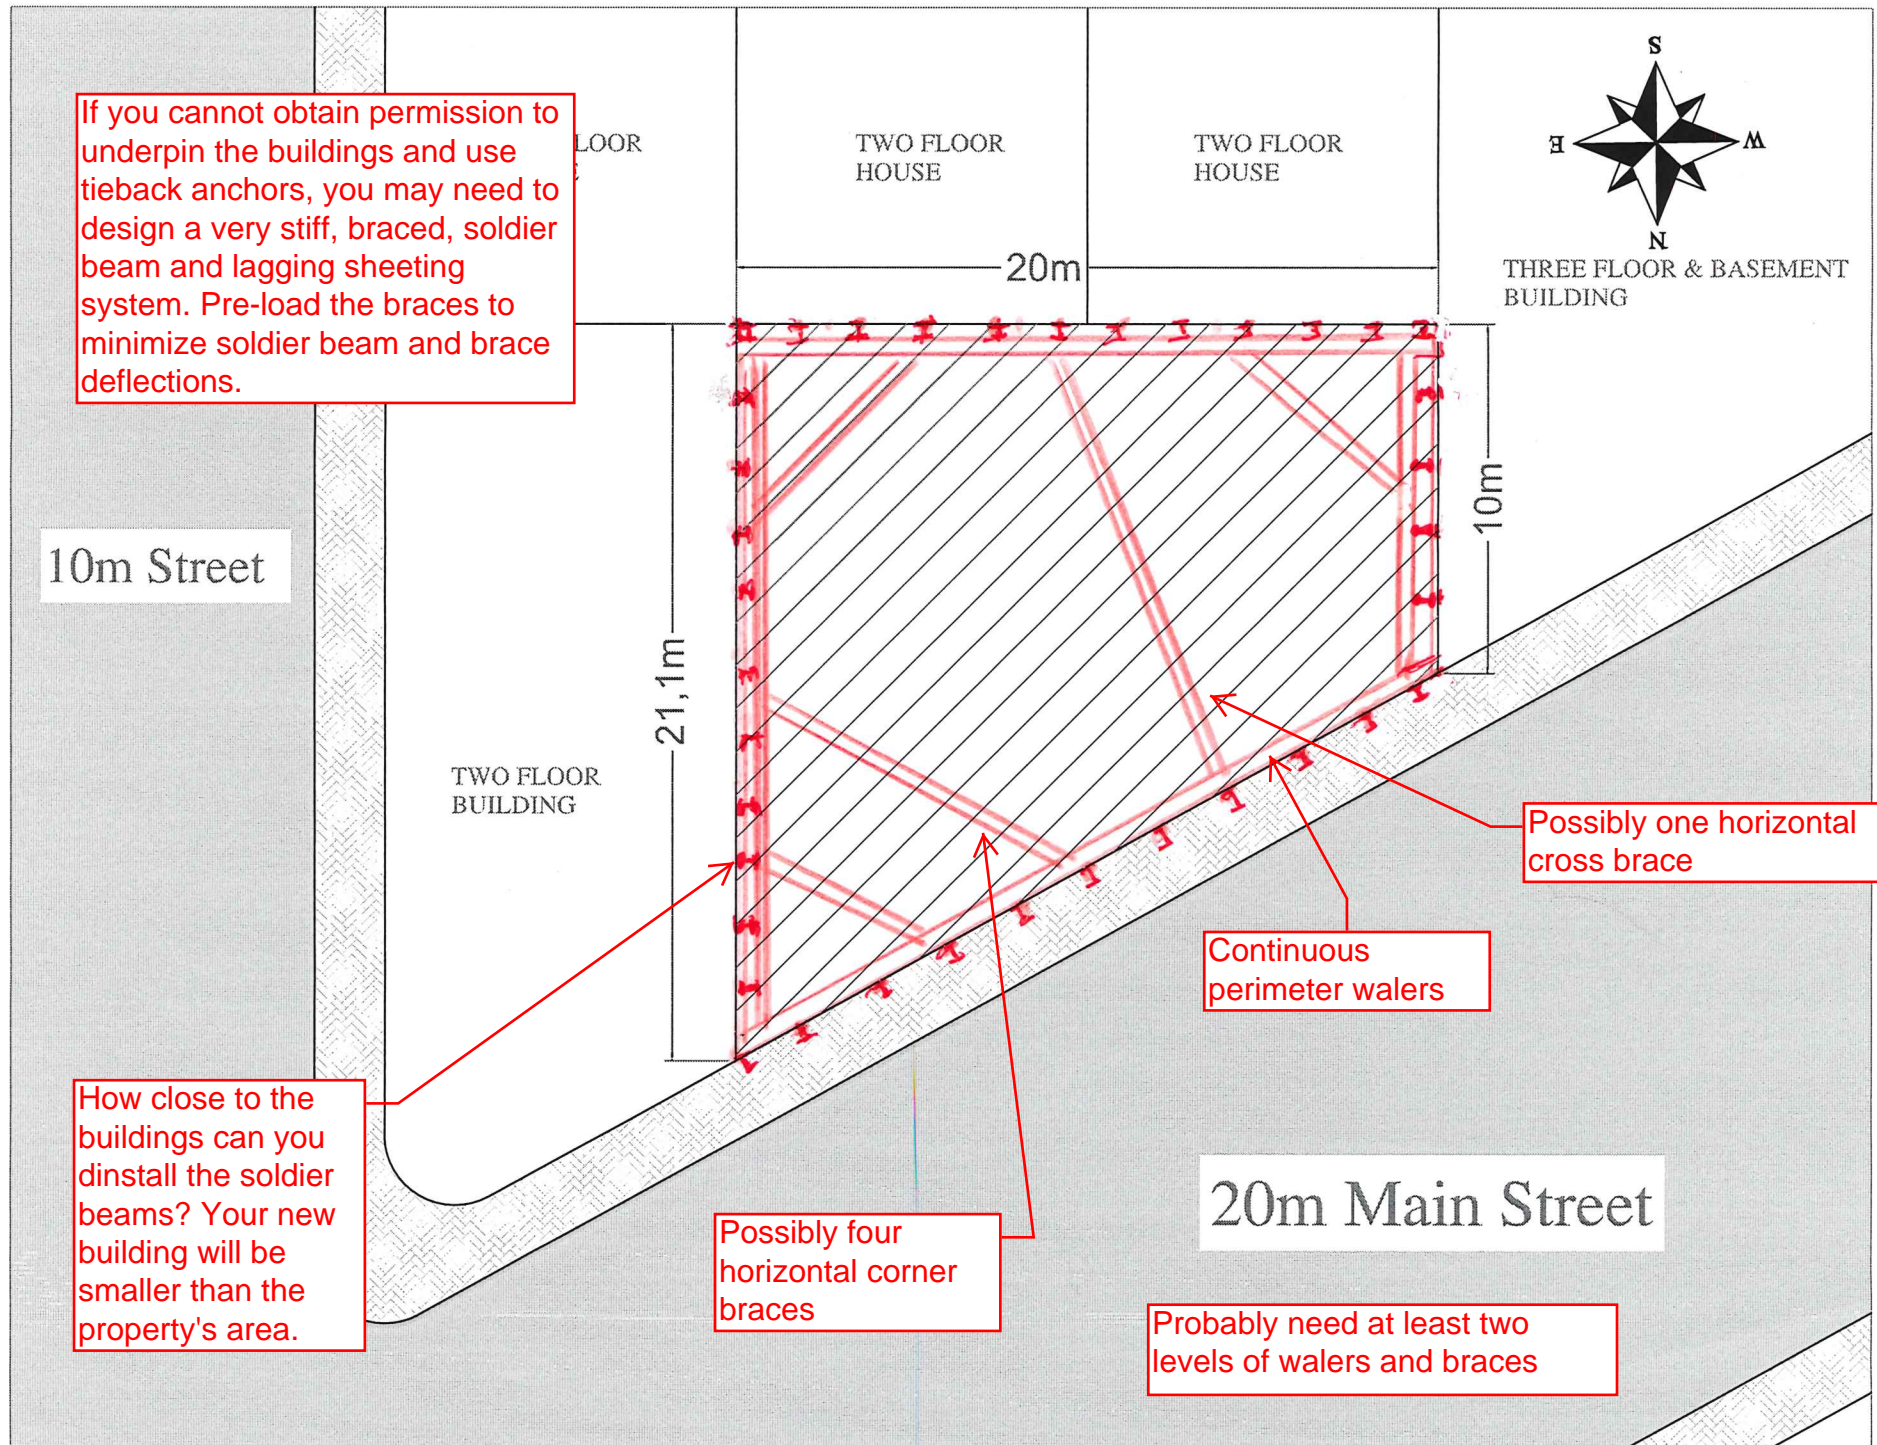 If you cannot obtain permission to
underpin the buildings and use
tieback anchors, you may need to
design a very stiff, braced, soldier
beam and lagging sheeting
system. Pre-load the braces to
minimize soldier beam and brace
deflections.
LOOR
TWO FLOOR
HOUSE
TWO FLOOR
HOUSE
S
E
W
N
THREE FLOOR & BASEMENT
BUILDING
20m
10m Street
21,1m
10m
TWO FLOOR
BUILDING
Possibly one horizontal
cross brace
Continuous
perimeter walers
How close to the
buildings can you
dinstall the soldier
beams? Your new
building will be
smaller than the
property's area.
Possibly four
horizontal corner
braces
20m Main Street
Probably need at least two
levels of walers and braces